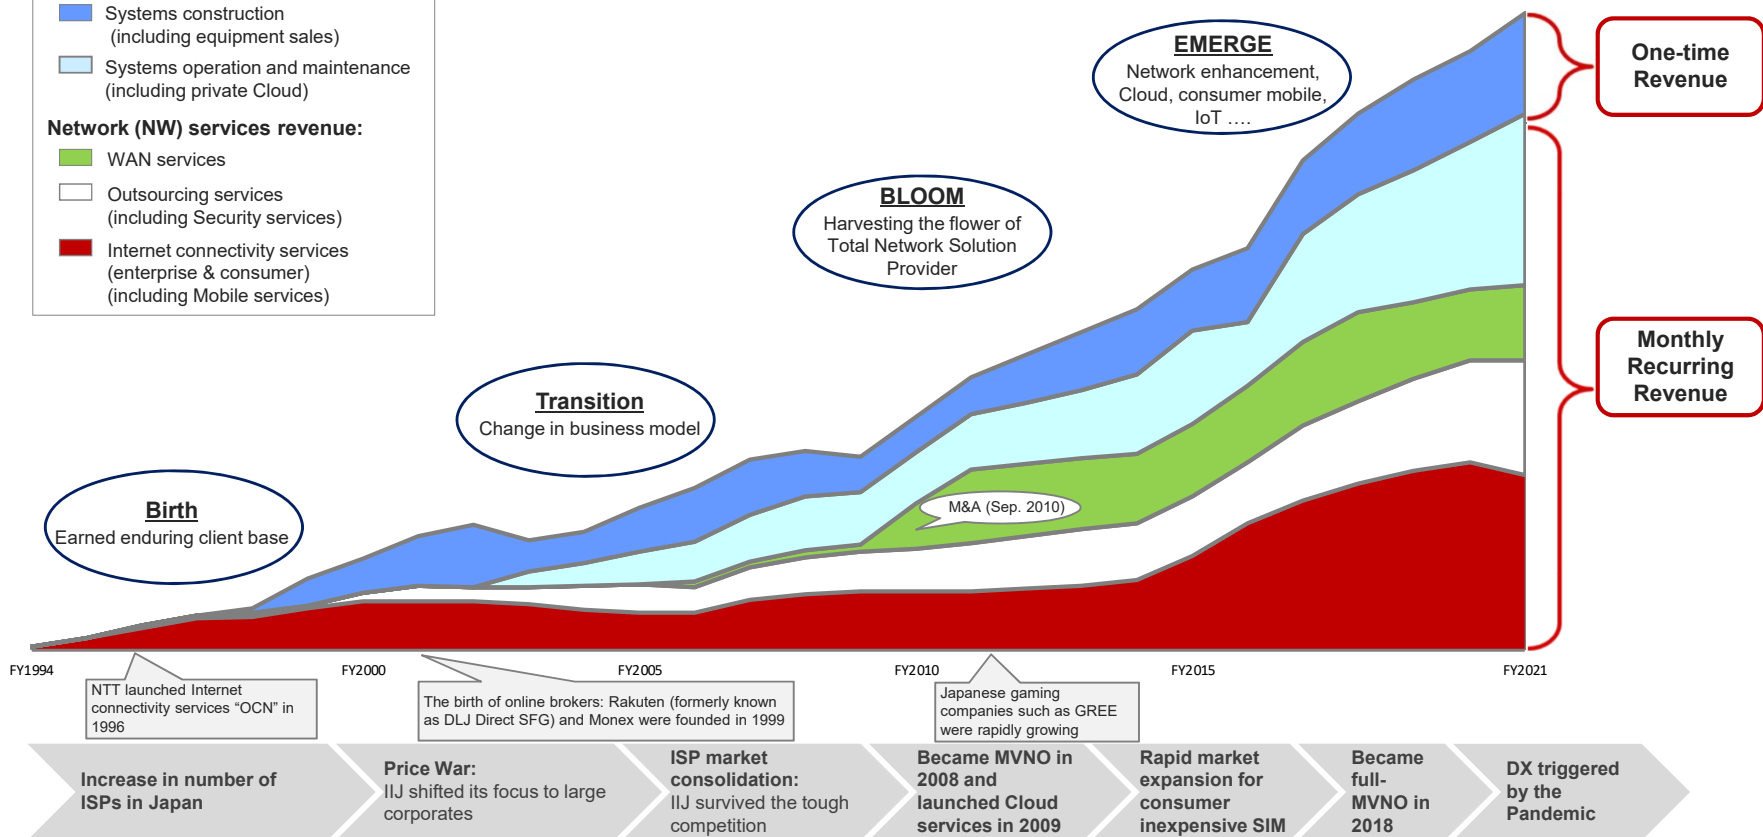 Systems construction
(including equipment sales)
Systems operation and maintenance
(including private Cloud)
Network (NW) services revenue:
WAN services
Outsourcing services
(including Security services)
Internet connectivity services
(enterprise & consumer)
(including Mobile services)
EMERGE
Network enhancement,
Cloud, consumer mobile,
IoT ....
One-time
Revenue
BLOOM
Harvesting the flower of
Total Network Solution
Provider
Monthly
Recurring
Revenue
Transition
Change in business model
Birth
Earned enduring client base
M&A (Sep. 2010)
FY1994
FY2000
FY2005
FY2010
FY2015
FY2021
NTT launched Internet
connectivity services “OCN” in
1996
The birth of online brokers: Rakuten (formerly known
as DLJ Direct SFG) and Monex were founded in 1999
Japanese gaming
companies such as GREE
were rapidly growing
Increase in number of
ISPs in Japan
Price War:
IIJ shifted its focus to large
corporates
ISP market
consolidation:
IIJ survived the tough
competition
Became MVNO in
2008 and
launched Cloud
services in 2009
Rapid market
expansion for
consumer
inexpensive SIM
Became
full-
MVNO in
2018
DX triggered
by the
Pandemic